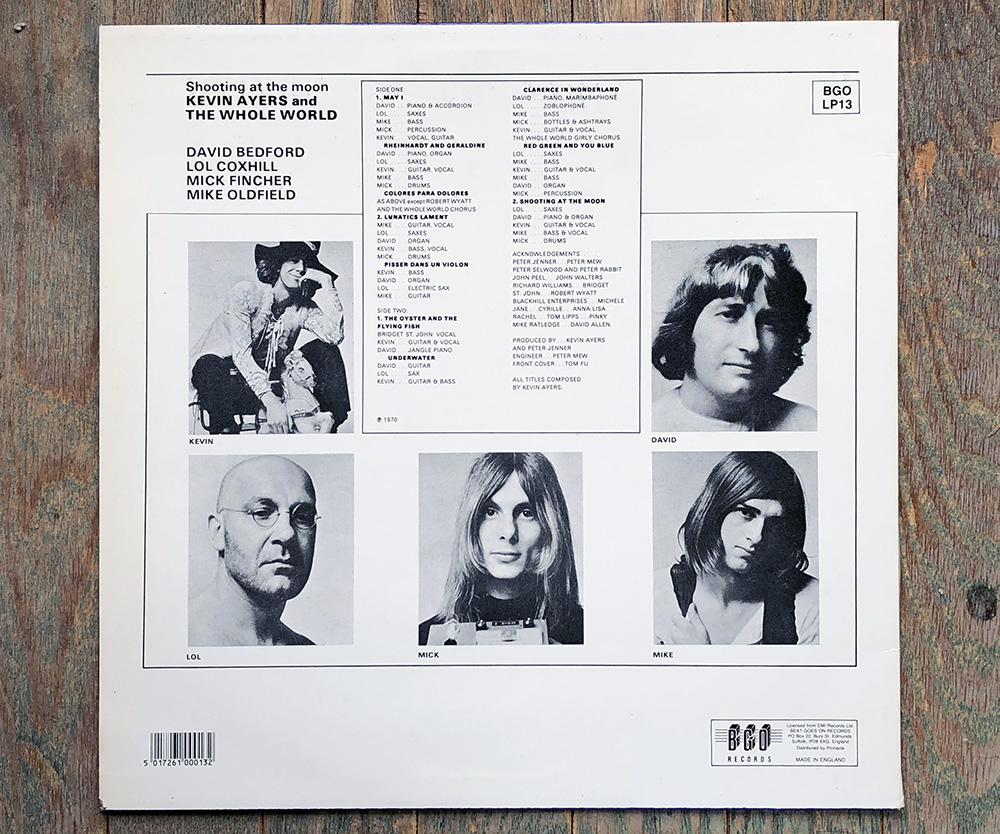 Shooting at the moon
KEVIN AYERS and
THE WHOLE WORLD
DAVID BEDFORD
LOL COXHILL
MICK FINCHER
MIKE OLDFIELD
SIDE ONE
1. MAY I
DAVID . . . PIANO & ACCORDION
LOL . . . . . SAXES
MIKE . . . . BASS
MICK . . . . PERCUSSION
KEVIN . . . . VOCAL, GUITAR
RHEINHARDT AND GERALDINE
DAVID . . . PIANO, ORGAN
LOL . . . . . SAXES
KEVIN . . . . GUITAR, VOCAL
MIKE . . . . BASS
MICK . . . . DRUMS
COLORES PARA DOLORES
AS ABOVE except ROBERT WYATT
AND THE WHOLE WORLD CHORUS
2. LUNATICS LAMENT
MIKE . . . . GUITAR, VOCAL
LOL . . . . . SAXES
DAVID . . . ORGAN
KEVIN . . . . BASS, VOCAL
MICK . . . . DRUMS
PISSER DANS UN VIOLON
KEVIN . . . . BASS
DAVID . . . ORGAN
LOL . . . . . ELECTRIC SAX
MIKE . . . . GUITAR
SIDE TWO
1. THE OYSTER AND THE
FLYING FISH
BRIDGET ST. JOHN VOCAL
KEVIN . . . . GUITAR & VOCAL
DAVID . . . JANGLE PIANO
UNDERWATER
DAVID . . . GUITAR
LOL . . . . . SAX
KEVIN . . . . GUITAR & BASS
℗ 1970
CLARENCE IN WONDERLAND
DAVID . . . PIANO, MARIMBAPHONE
LOL . . . . . ZOBLOPHONE
MIKE . . . . BASS
MICK . . . . BOTTLES & ASHTRAYS
KEVIN . . . . GUITAR & VOCAL
THE WHOLE WORLD GIRLY CHORUS
RED GREEN AND YOU BLUE
LOL . . . . . SAXES
MIKE . . . . BASS
KEVIN . . . . GUITAR & VOCAL
MIKE . . . . BASS
DAVID . . . ORGAN
MICK . . . . PERCUSSION
2. SHOOTING AT THE MOON
LOL . . . . . SAXES
DAVID . . . PIANO & ORGAN
KEVIN . . . . GUITAR & VOCAL
MIKE . . . . BASS & VOCAL
MICK . . . . DRUMS
ACKNOWLEDGEMENTS . .
PETER JENNER . . . PETER MEW
PETER SELWOOD AND PETER RABBIT
JOHN PEEL . . JOHN WALTERS
RICHARD WILLIAMS . . BRIDGET
ST. JOHN . . . ROBERT WYATT
BLACKHILL ENTERPRISES . . . MICHELE
JANE . . . CYRILLE . . . ANNA LISA
RACHEL . . TOM LIPPS . . . PINKY
MIKE RATLEDGE . . . DAVID ALLEN.
PRODUCED BY . . . KEVIN AYERS
AND PETER JENNER
ENGINEER . . . PETER MEW
FRONT COVER . . . TOM FU
ALL TITLES COMPOSED
BY KEVIN AYERS.
BGO
LP13
KEVIN
DAVID
LOL
MICK
MIKE
5 017261 000132
BGO
RECORDS
Licensed from EMI Records Ltd.
BEAT GOES ON RECORDS
PO Box 22, Bury St. Edmunds
Suffolk, IP28 6XQ, England
Distributed by Pinnacle
MADE IN ENGLAND